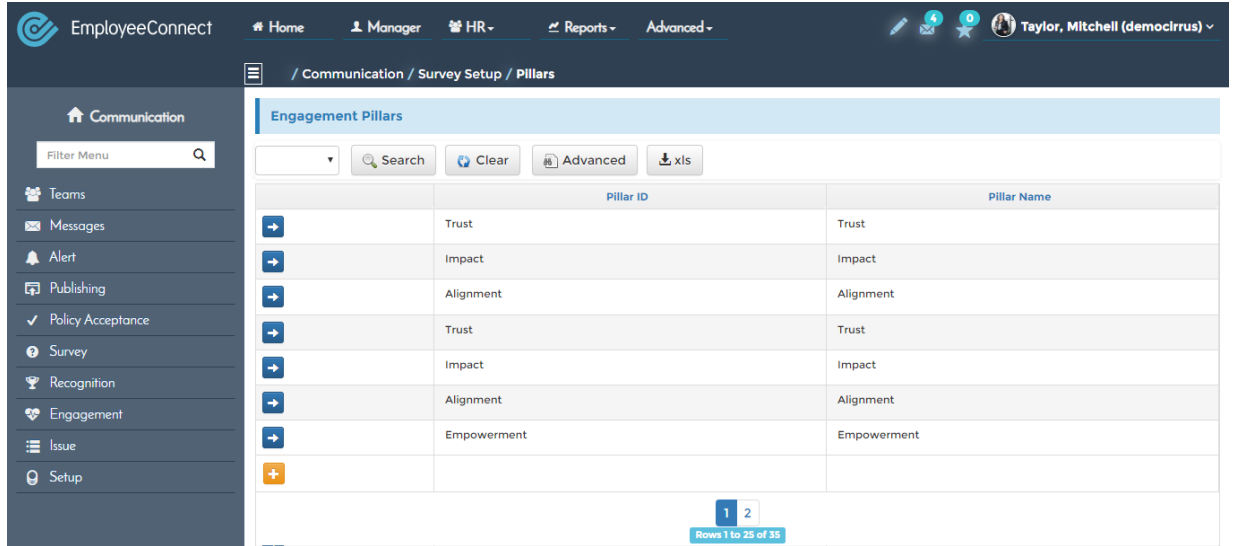 EmployeeConnect
Home Manager HR Reports Advanced 4 0 Taylor, Mitchell (democirrus)
/ Communication / Survey Setup / Pillars
Communication
Filter Menu
Teams
Messages
Alert
Publishing
Policy Acceptance
Survey
Recognition
Engagement
Issue
Setup
Engagement Pillars
Search Clear Advanced xls
Pillar ID Pillar Name
Trust Trust
Impact Impact
Alignment Alignment
Trust Trust
Impact Impact
Alignment Alignment
Empowerment Empowerment
1 2
Rows 1 to 25 of 35